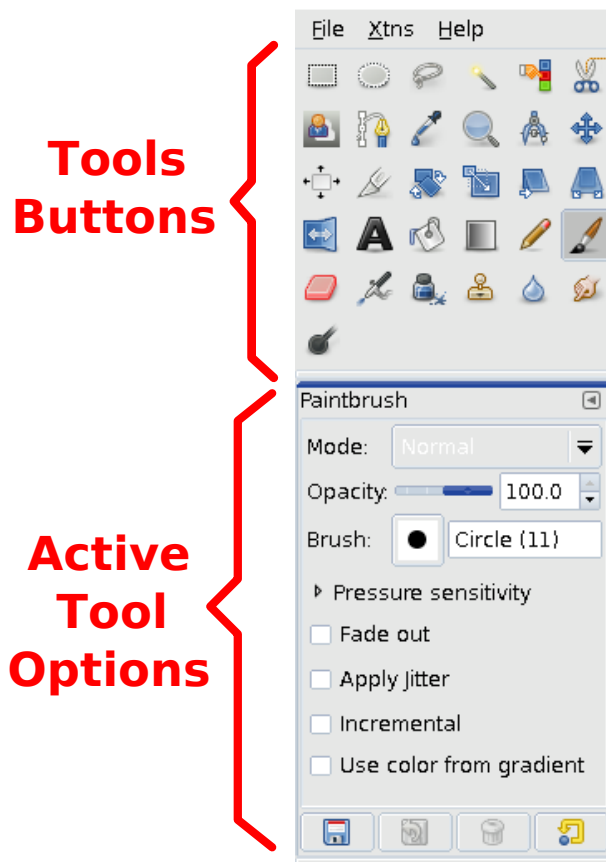 File Xtns Help
Tools
Buttons
Paintbrush
Mode: Normal
Opacity: 100.0
Brush: Circle (11)
Active
Tool
Options
Pressure sensitivity
Fade out
Apply Jitter
Incremental
Use color from gradient